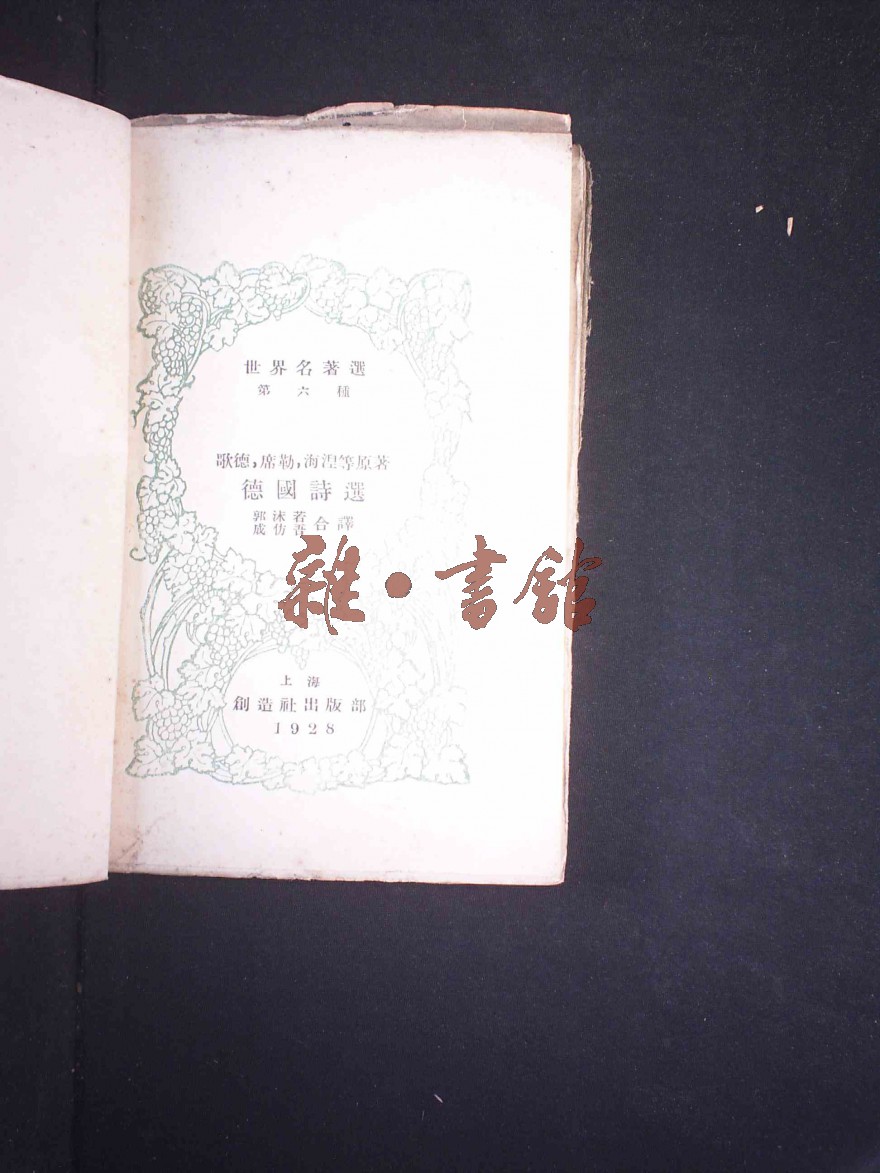 世界名著選
第六種
歌德,席勒,海涅等原著
德國詩選
郭沫若
成仿吾 合譯
雜·書館
上海
創造社出版部
1928